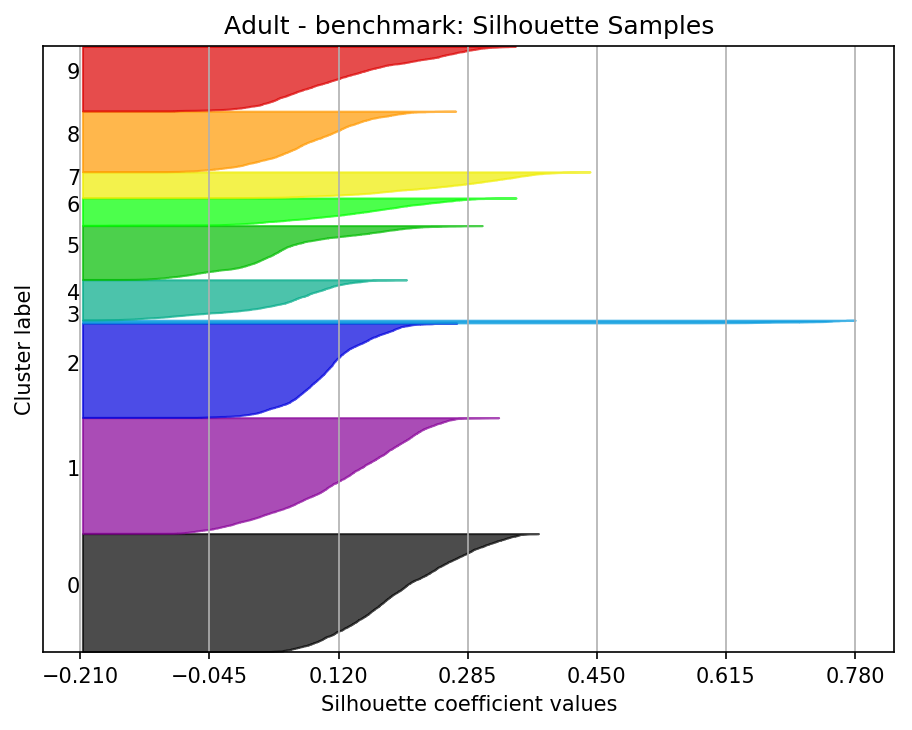 Adult - benchmark: Silhouette Samples
9
8
7
6
5
4
3
2
1
0
Cluster label
−0.210 −0.045 0.120 0.285 0.450 0.615 0.780
Silhouette coefficient values